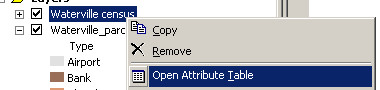 Layers
Waterville census
Waterville_parc
Copy
Remove
Type
Airport
Open Attribute Table
Bank